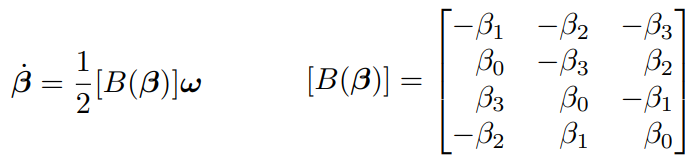 β̇ = 1/2 [B(β)]ω
[B(β)] = [−β₁ −β₂ −β₃
β₀ −β₃ β₂
β₃ β₀ −β₁
−β₂ β₁ β₀]